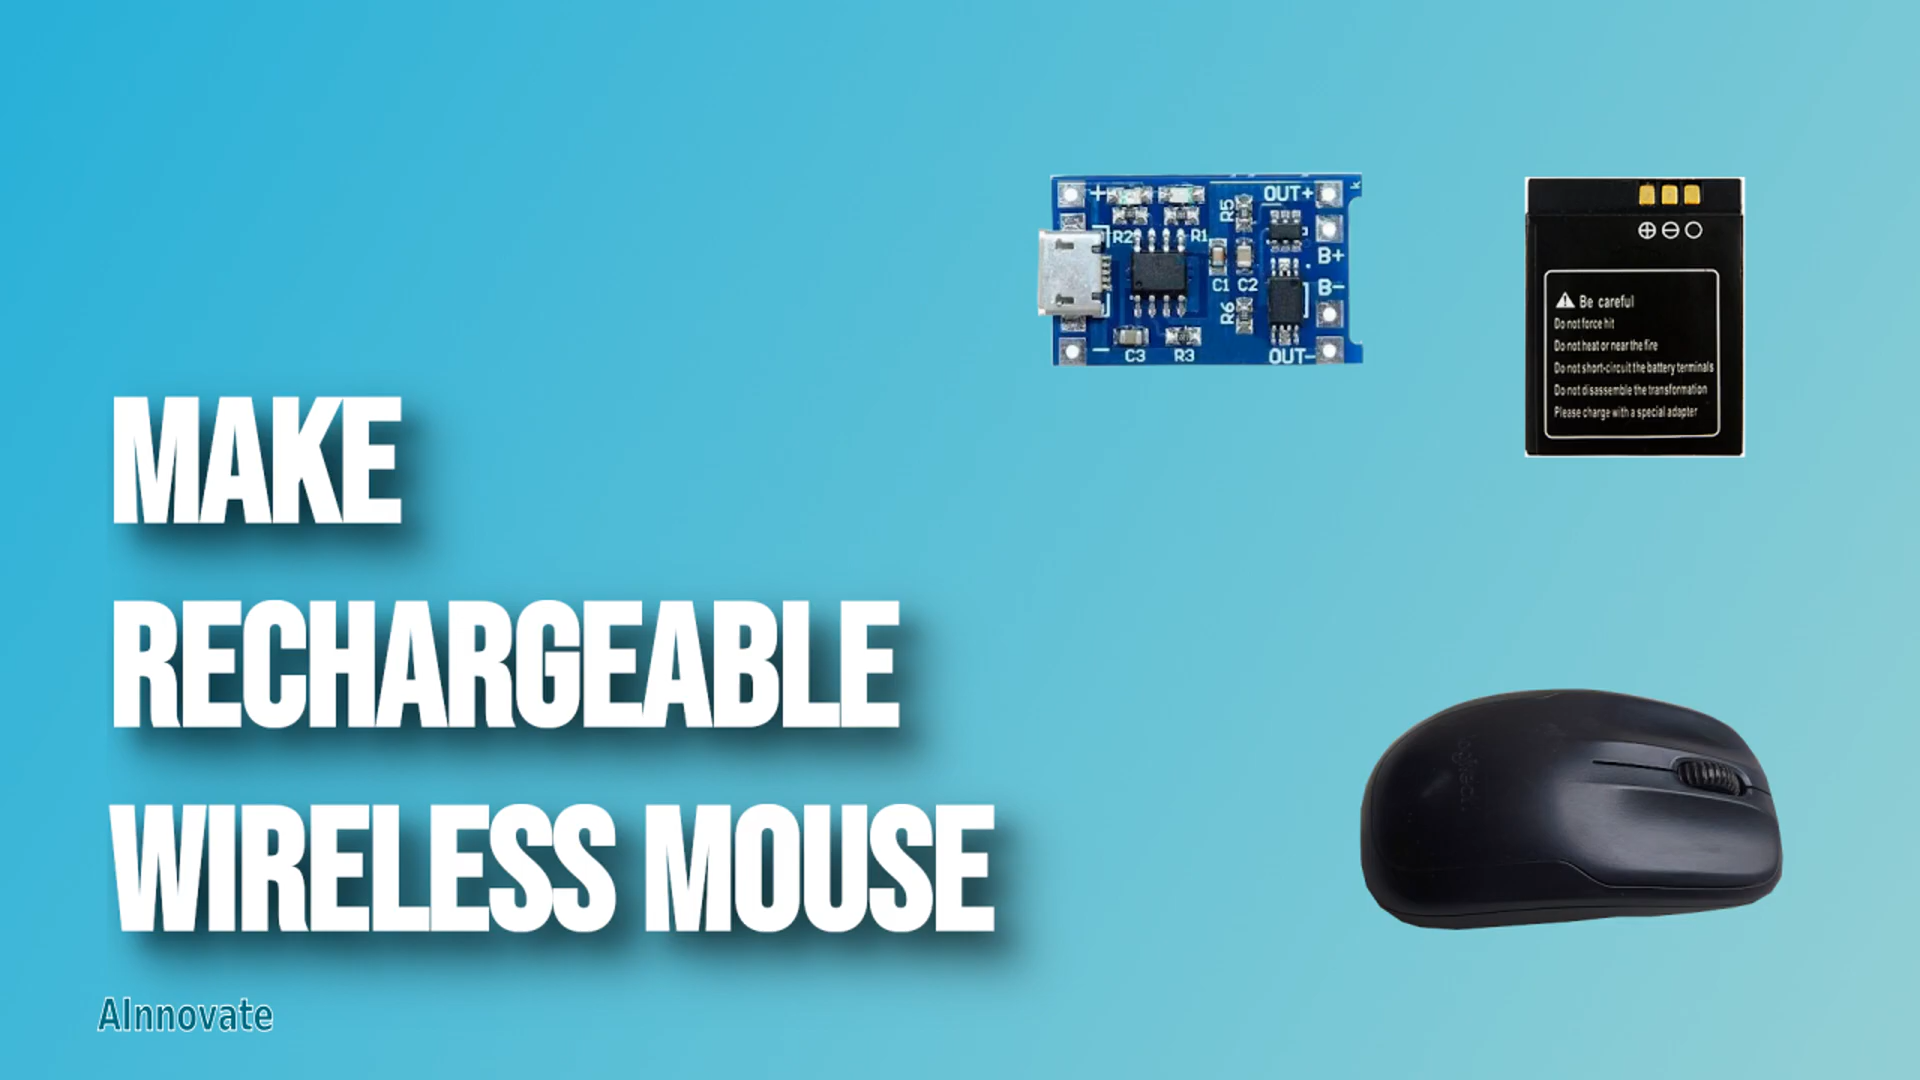 MAKE
RECHARGEABLE
WIRELESS MOUSE
AInnovate
+
R2
R1
R5
OUT+
k
B+
C1 C2
B-
R6
−
C3
R3
OUT-
⊕ ⊖ ○
⚠ Be careful
Do not force hit
Do not heat or near the fire
Do not short-circuit the battery terminals
Do not disassemble the transformation
Please charge with a special adapter
Logitech